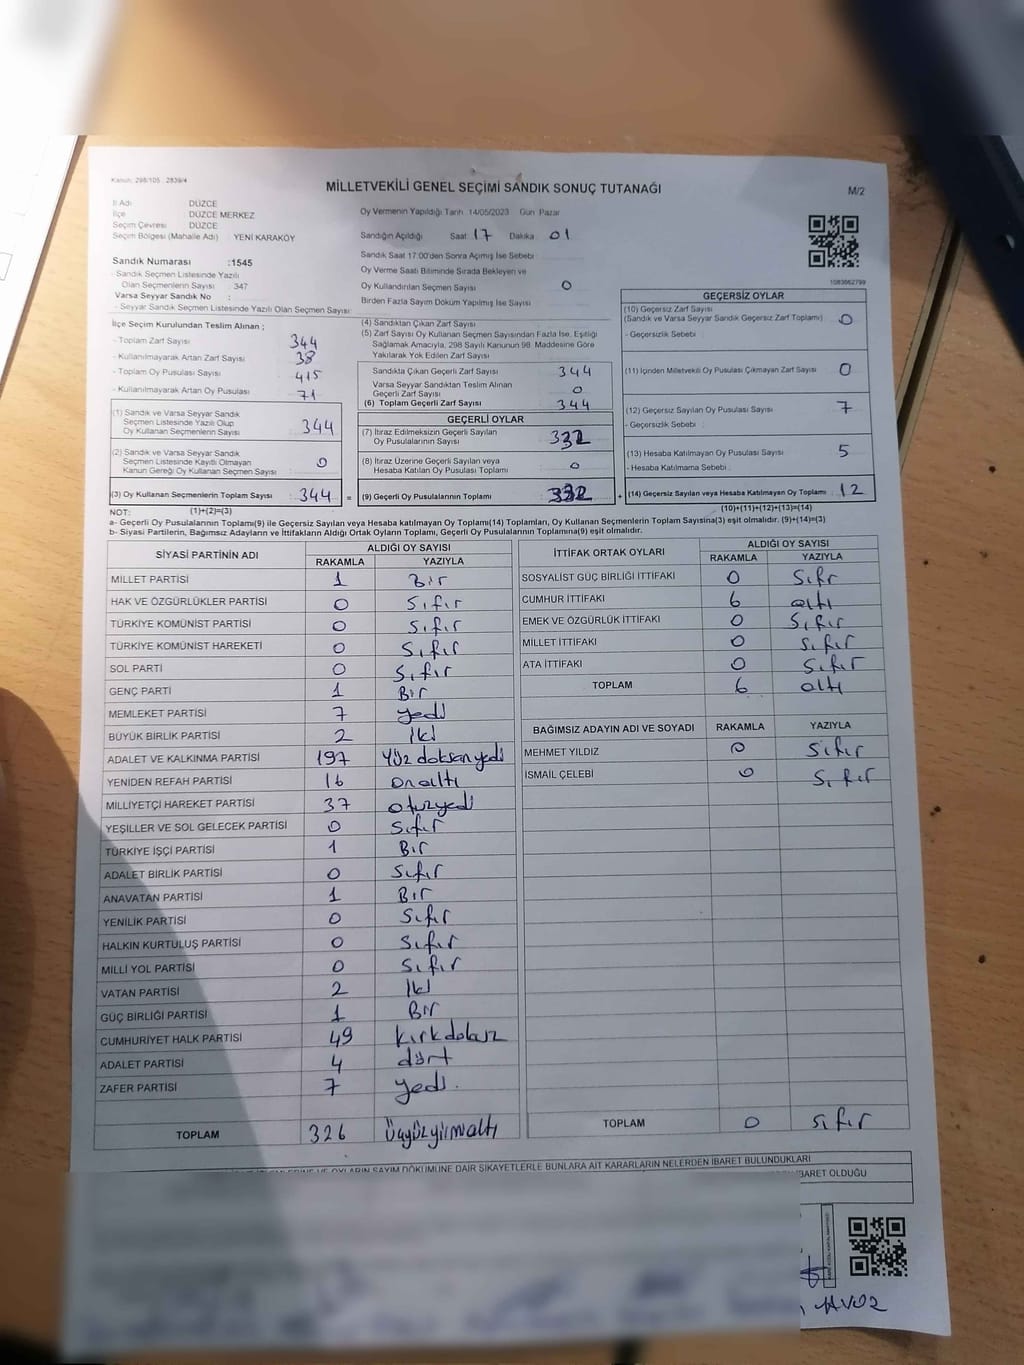 Kanun: 298/105 . 2839/4
MİLLETVEKİLİ GENEL SEÇİMİ SANDIK SONUÇ TUTANAĞI
M/2
İl Adı DÜZCE
İlçe DÜZCE MERKEZ
Seçim Çevresi DÜZCE
Seçim Bölgesi (Mahalle Adı) YENİ KARAKÖY
Oy Vermenin Yapıldığı Tarih 14/05/2023 Gün Pazar
Sandığın Açıldığı Saat 17 Dakika 01
Sandık Saat 17:00'den Sonra Açımış İse Sebebi
Oy Verme Saati Bitiminde Sırada Bekleyen ve
Oy Kullandırılan Seçmen Sayısı 0
Birden Fazla Sayım Döküm Yapılmış İse Sayısı
1083662799
Sandık Numarası :1545
- Sandık Seçmen Listesinde Yazılı
Olan Seçmenlerin Sayısı : 347
Varsa Seyyar Sandık No :
- Seyyar Sandık Seçmen Listesinde Yazılı Olan Seçmen Sayısı
İlçe Seçim Kurulundan Teslim Alınan ;
- Toplam Zarf Sayısı 344
- Kullanılmayarak Artan Zarf Sayısı 38
- Toplam Oy Pusulası Sayısı 415
- Kullanılmayarak Artan Oy Pusulası 71
(1) Sandık ve Varsa Seyyar Sandık
Seçmen Listesinde Yazılı Olup
Oy Kullanan Seçmenlerin Sayısı : 344
(2) Sandık ve Varsa Seyyar Sandık
Seçmen Listesinde Kayıtlı Olmayan
Kanun Gereği Oy Kullanan Seçmen Sayısı : 0
(3) Oy Kullanan Seçmenlerin Toplam Sayısı : 344 =
(1)+(2)=(3)
(4) Sandıktan Çıkan Zarf Sayısı
(5) Zarf Sayısı Oy Kullanan Seçmen Sayısından Fazla İse, Eşitliği
Sağlamak Amacıyla, 298 Sayılı Kanunun 98. Maddesine Göre
Yakılarak Yok Edilen Zarf Sayısı
Sandıkta Çıkan Geçerli Zarf Sayısı 344
Varsa Seyyar Sandıktan Teslim Alınan
Geçerli Zarf Sayısı 0
(6) Toplam Geçerli Zarf Sayısı 344
GEÇERLİ OYLAR
(7) İtiraz Edilmeksizin Geçerli Sayılan
Oy Pusulalarının Sayısı 332
(8) İtiraz Üzerine Geçerli Sayılan veya
Hesaba Katılan Oy Pusulası Toplamı 0
(9) Geçerli Oy Pusulalarının Toplamı 332 +
GEÇERSİZ OYLAR
(10) Geçersiz Zarf Sayısı
(Sandık ve Varsa Seyyar Sandık Geçersiz Zarf Toplamı) 0
- Geçersizlik Sebebi
(11) İçinden Milletvekili Oy Pusulası Çıkmayan Zarf Sayısı 0
(12) Geçersiz Sayılan Oy Pusulası Sayısı 7
- Geçersizlik Sebebi
(13) Hesaba Katılmayan Oy Pusulası Sayısı 5
- Hesaba Katılmama Sebebi
(14) Geçersiz Sayılan veya Hesaba Katılmayan Oy Toplamı 12
(10)+(11)+(12)+(13)=(14)
NOT:
a- Geçerli Oy Pusulalarının Toplamı(9) ile Geçersiz Sayılan veya Hesaba katılmayan Oy Toplamı(14) Toplamları, Oy Kullanan Seçmenlerin Toplam Sayısına(3) eşit olmalıdır. (9)+(14)=(3)
b- Siyasi Partilerin, Bağımsız Adayların ve İttifakların Aldığı Ortak Oyların Toplamı, Geçerli Oy Pusulalarının Toplamına(9) eşit olmalıdır.
SİYASİ PARTİNİN ADI ALDIĞI OY SAYISI
RAKAMLA YAZIYLA
MİLLET PARTİSİ 1 Bir
HAK VE ÖZGÜRLÜKLER PARTİSİ 0 Sıfır
TÜRKİYE KOMÜNİST PARTİSİ 0 Sıfır
TÜRKİYE KOMÜNİST HAREKETİ 0 Sıfır
SOL PARTİ 0 Sıfır
GENÇ PARTİ 1 Bir
MEMLEKET PARTİSİ 7 yedi
BÜYÜK BİRLİK PARTİSİ 2 İki
ADALET VE KALKINMA PARTİSİ 197 Yüz doksan yedi
YENİDEN REFAH PARTİSİ 16 onaltı
MİLLİYETÇİ HAREKET PARTİSİ 37 otuzyedi
YEŞİLLER VE SOL GELECEK PARTİSİ 0 Sıfır
TÜRKİYE İŞÇİ PARTİSİ 1 Bir
ADALET BİRLİK PARTİSİ 0 Sıfır
ANAVATAN PARTİSİ 1 Bir
YENİLİK PARTİSİ 0 Sıfır
HALKIN KURTULUŞ PARTİSİ 0 Sıfır
MİLLİ YOL PARTİSİ 0 Sıfır
VATAN PARTİSİ 2 İki
GÜÇ BİRLİĞİ PARTİSİ 1 Bir
CUMHURİYET HALK PARTİSİ 49 kırkdokuz
ADALET PARTİSİ 4 dört
ZAFER PARTİSİ 7 yedi.
TOPLAM 326 Üçyüzyirmialtı
İTTİFAK ORTAK OYLARI ALDIĞI OY SAYISI
RAKAMLA YAZIYLA
SOSYALİST GÜÇ BİRLİĞİ İTTİFAKI 0 Sıfır
CUMHUR İTTİFAKI 6 altı
EMEK VE ÖZGÜRLÜK İTTİFAKI 0 Sıfır
MİLLET İTTİFAKI 0 Sıfır
ATA İTTİFAKI 0 Sıfır
TOPLAM 6 altı
BAĞIMSIZ ADAYIN ADI VE SOYADI RAKAMLA YAZIYLA
MEHMET YILDIZ 0 Sıfır
İSMAİL ÇELEBİ 0 Sıfır
TOPLAM 0 sıfır
VE OYLARIN SAYIM DÖKÜMÜNE DAİR ŞİKAYETLERLE BUNLARA AİT KARARLARIN NELERDEN İBARET BULUNDUKLARI
İBARET OLDUĞU